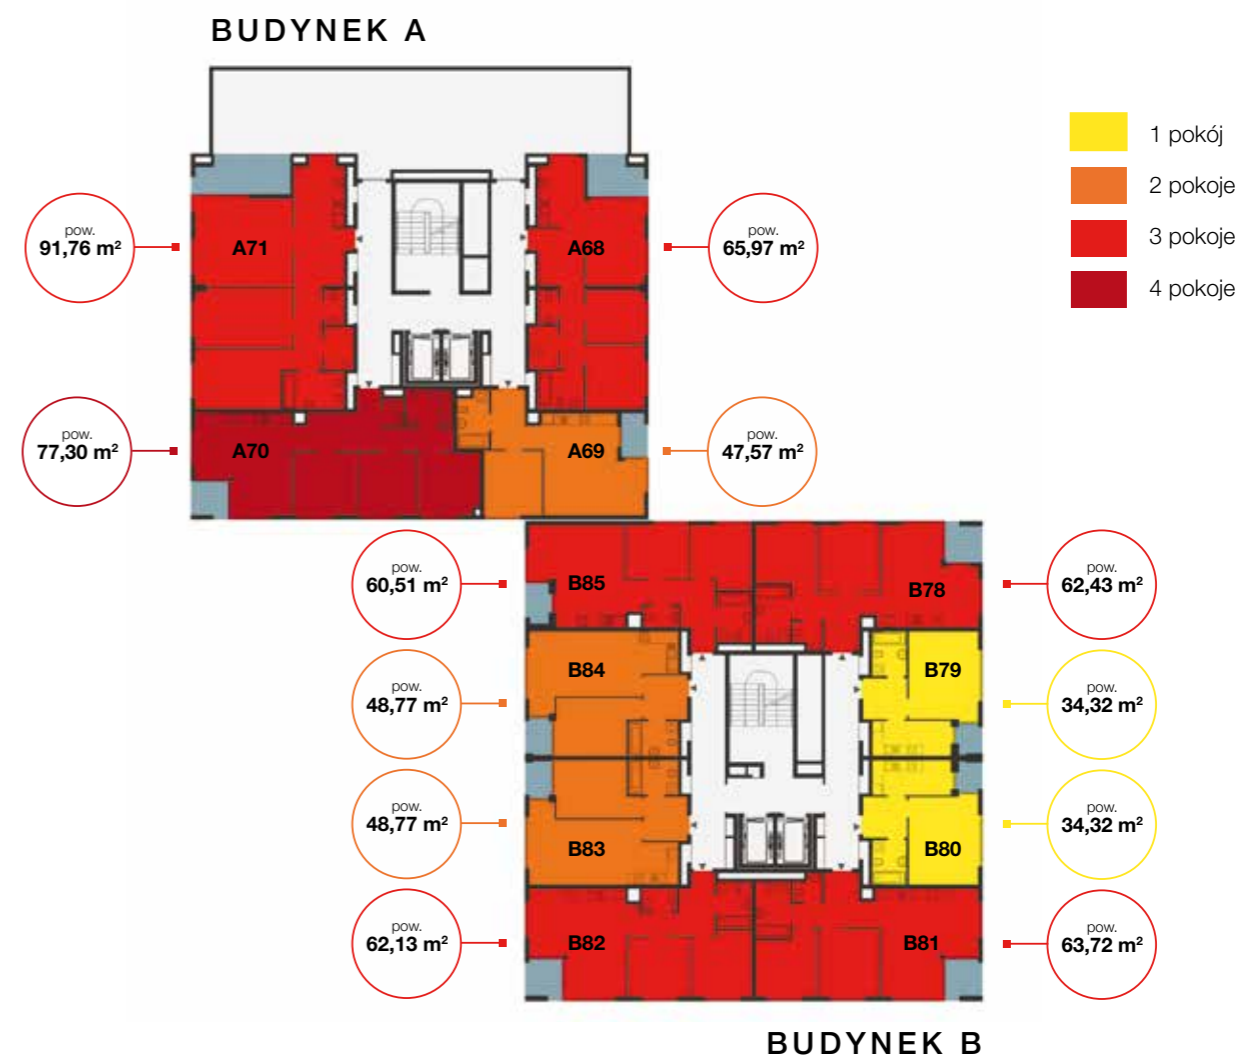 BUDYNEK A
1 pokój
2 pokoje
3 pokoje
4 pokoje
pow.
91,76 m²
A71
A68
pow.
65,97 m²
pow.
77,30 m²
A70
A69
pow.
47,57 m²
pow.
60,51 m²
B85
B78
pow.
62,43 m²
pow.
48,77 m²
B84
B79
pow.
34,32 m²
pow.
48,77 m²
B83
B80
pow.
34,32 m²
pow.
62,13 m²
B82
B81
pow.
63,72 m²
BUDYNEK B